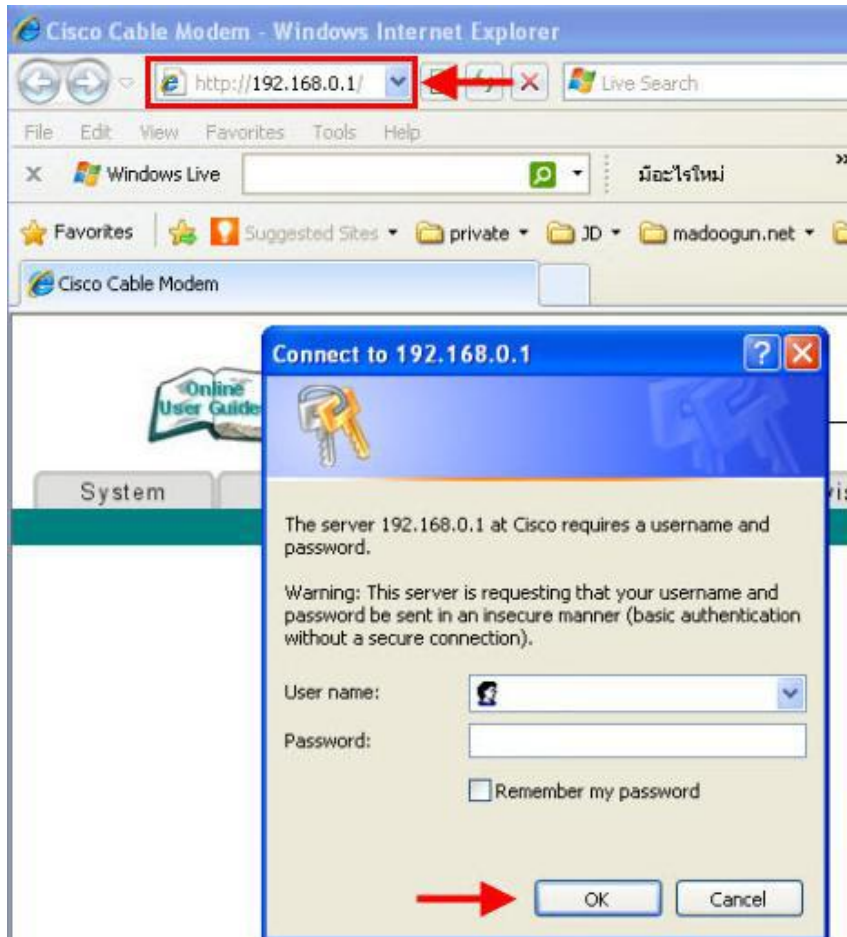 Cisco Cable Modem - Windows Internet Explorer
http://192.168.0.1/
Live Search
File Edit View Favorites Tools Help
x Windows Live
มีอะไรใหม่ »
Favorites Suggested Sites private JD madoogun.net
Cisco Cable Modem
Online
User Guide
Connect to 192.168.0.1
System
The server 192.168.0.1 at Cisco requires a username and
password.
Warning: This server is requesting that your username and
password be sent in an insecure manner (basic authentication
without a secure connection).
User name:
Password:
Remember my password
OK Cancel